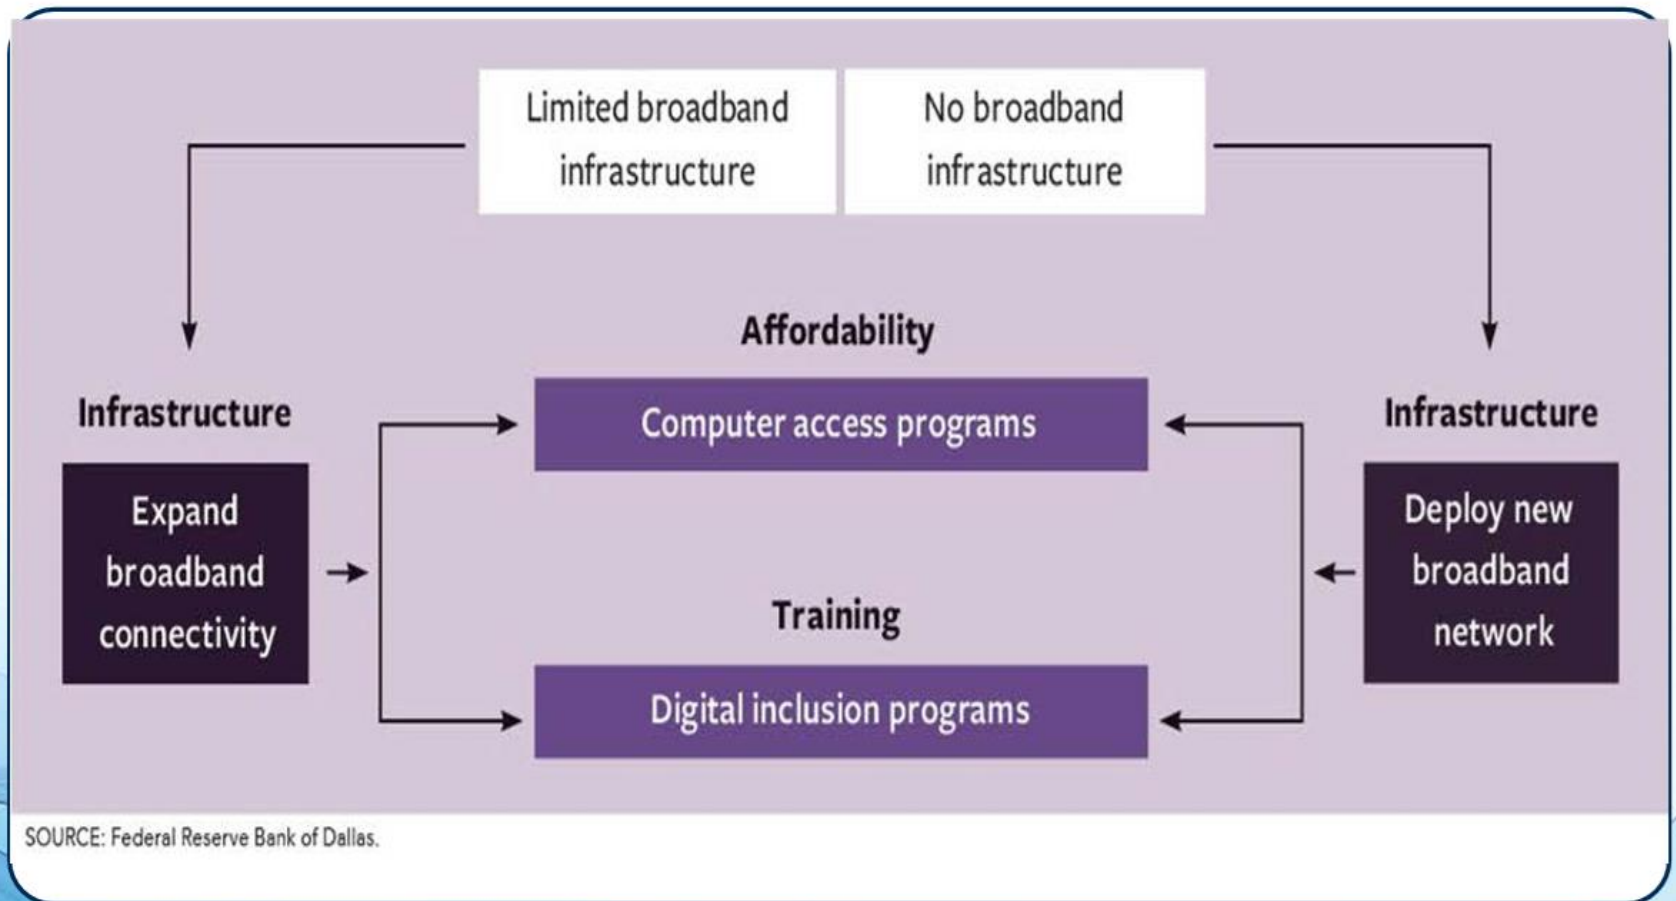 Limited broadband
infrastructure
No broadband
infrastructure
Affordability
Computer access programs
Infrastructure
Expand
broadband
connectivity
Infrastructure
Deploy new
broadband
network
Training
Digital inclusion programs
SOURCE: Federal Reserve Bank of Dallas.